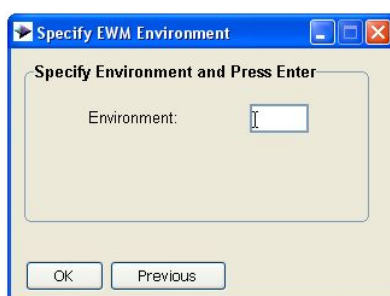 Specify EWM Environment
Specify Environment and Press Enter
Environment:
OK Previous